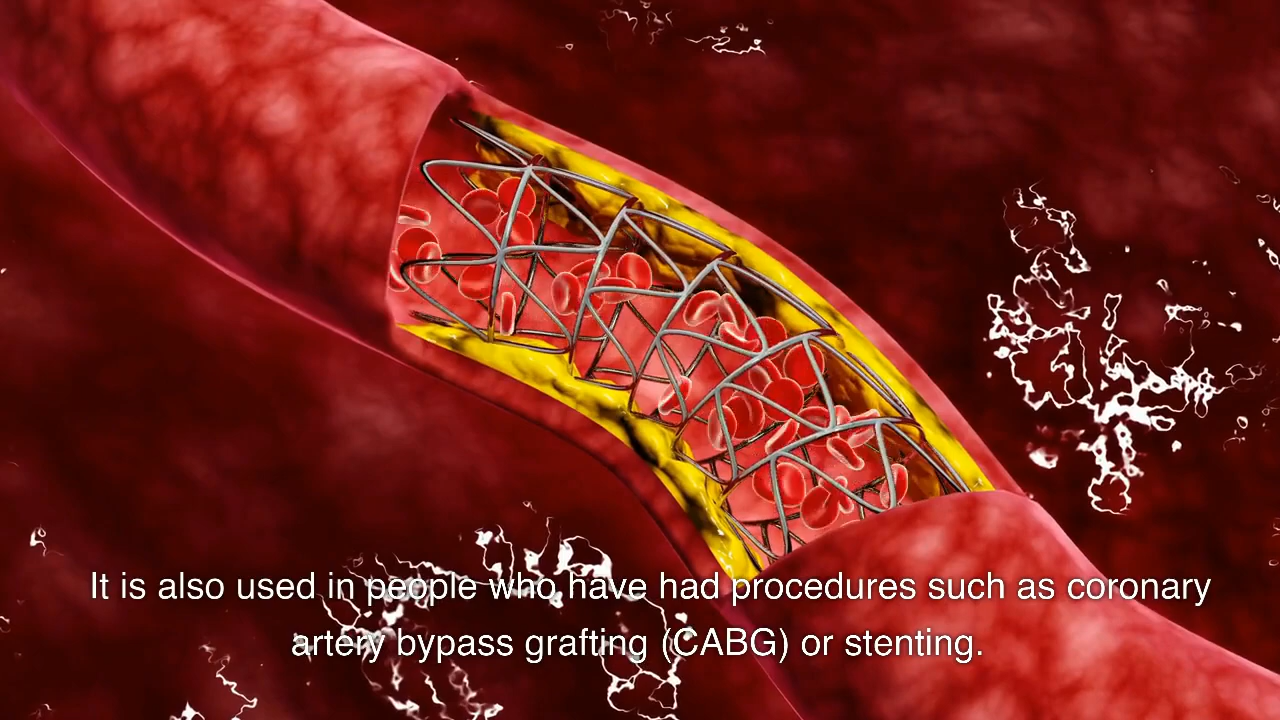 It is also used in people who have had procedures such as coronary
artery bypass grafting (CABG) or stenting.